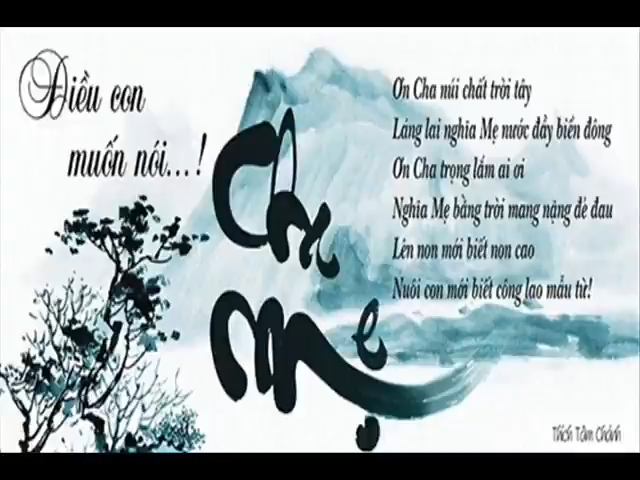 Điều con
muốn nói...!
Cha
Mẹ
Ơn Cha núi chất trời tây
Láng lai nghĩa Mẹ nước đầy biển đông
Ơn Cha trọng lắm ai ơi
Nghĩa Mẹ bằng trời mang nặng đẻ đau
Lên non mới biết non cao
Nuôi con mới biết công lao mẫu từ!
Thích Tâm Chánh